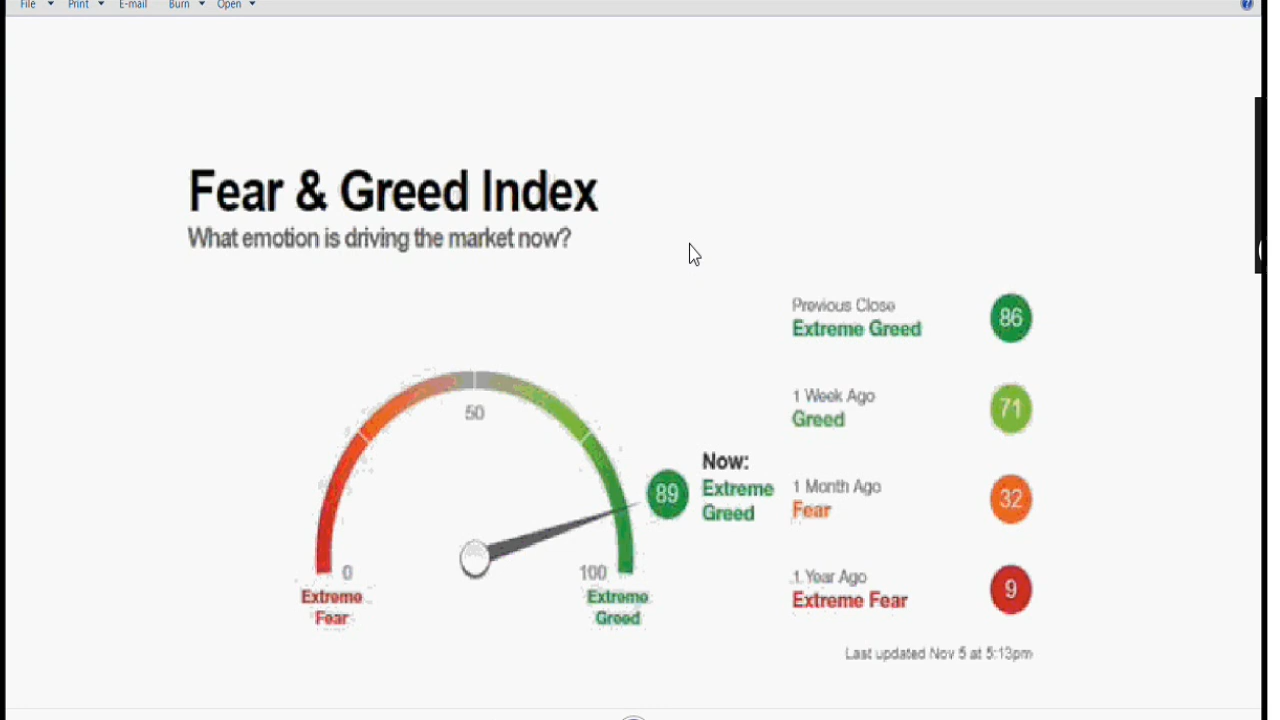 File Print E-mail Burn Open
Fear & Greed Index
What emotion is driving the market now?
Previous Close
Extreme Greed
86
1 Week Ago
Greed
71
50
Now:
Extreme
Greed
89
1 Month Ago
Fear
32
0
100
Extreme
Fear
Extreme
Greed
1 Year Ago
Extreme Fear
9
Last updated Nov 5 at 5:13pm